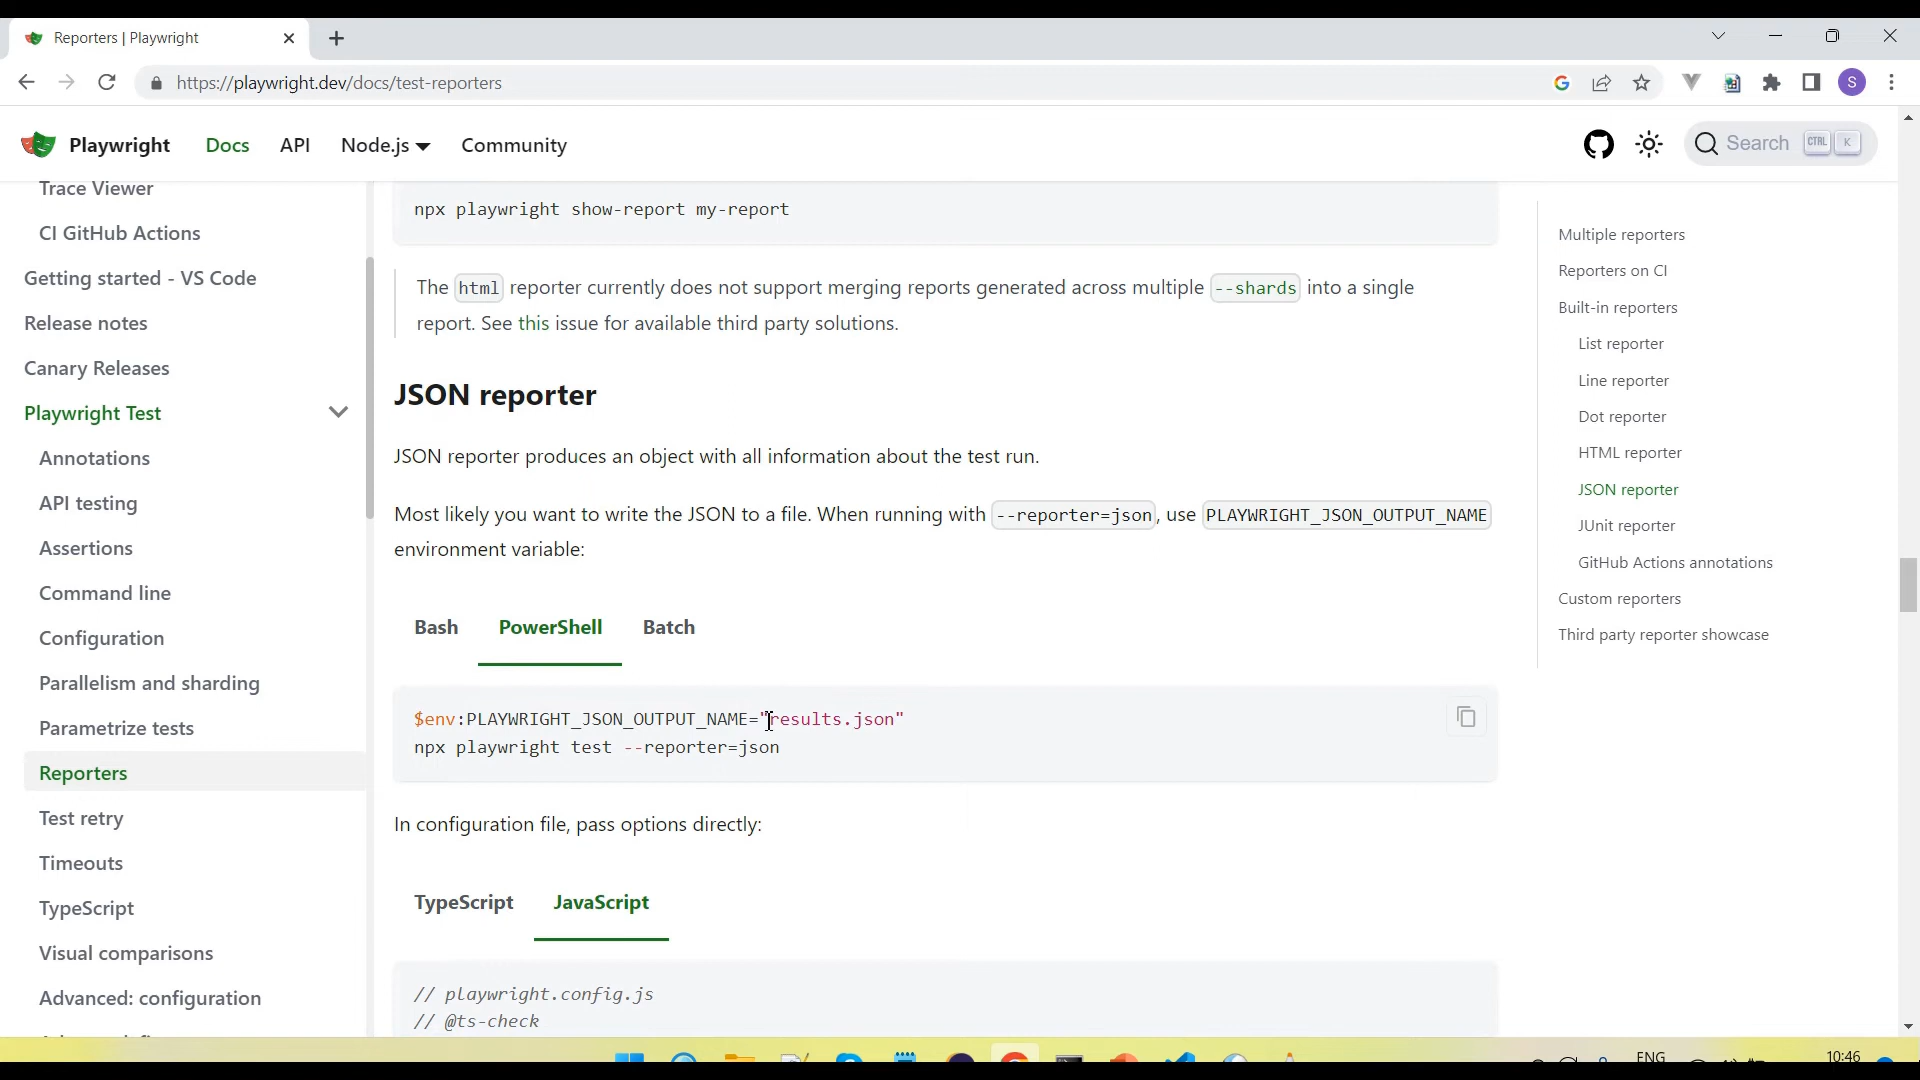 Reporters | Playwright
https://playwright.dev/docs/test-reporters
S
Playwright
Docs
API
Node.js
Community
Search
CTRL
K
Trace Viewer
CI GitHub Actions
Getting started - VS Code
Release notes
Canary Releases
Playwright Test
Annotations
API testing
Assertions
Command line
Configuration
Parallelism and sharding
Parametrize tests
Reporters
Test retry
Timeouts
TypeScript
Visual comparisons
Advanced: configuration
npx playwright show-report my-report
The html reporter currently does not support merging reports generated across multiple --shards into a single
report. See this issue for available third party solutions.
JSON reporter
JSON reporter produces an object with all information about the test run.
Most likely you want to write the JSON to a file. When running with --reporter=json, use PLAYWRIGHT_JSON_OUTPUT_NAME
environment variable:
Bash
PowerShell
Batch
$env:PLAYWRIGHT_JSON_OUTPUT_NAME="results.json"
npx playwright test --reporter=json
In configuration file, pass options directly:
TypeScript
JavaScript
// playwright.config.js
// @ts-check
Multiple reporters
Reporters on CI
Built-in reporters
List reporter
Line reporter
Dot reporter
HTML reporter
JSON reporter
JUnit reporter
GitHub Actions annotations
Custom reporters
Third party reporter showcase
ENG
10:46